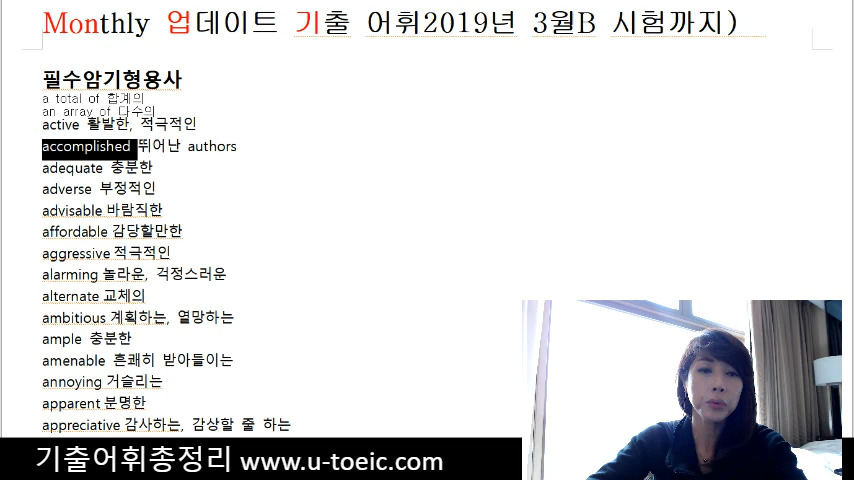 Monthly 업데이트 기출 어휘2019년 3월B 시험까지)
필수암기형용사
a total of 합계의
an array of 다수의
active 활발한, 적극적인
accomplished 뛰어난 authors
adequate 충분한
adverse 부정적인
advisable 바람직한
affordable 감당할만한
aggressive 적극적인
alarming 놀라운, 걱정스러운
alternate 교체의
ambitious 계획하는, 열망하는
ample 충분한
amenable 흔쾌히 받아들이는
annoying 거슬리는
apparent 분명한
appreciative 감사하는, 감상할 줄 하는
기출어휘총정리 www.u-toeic.com